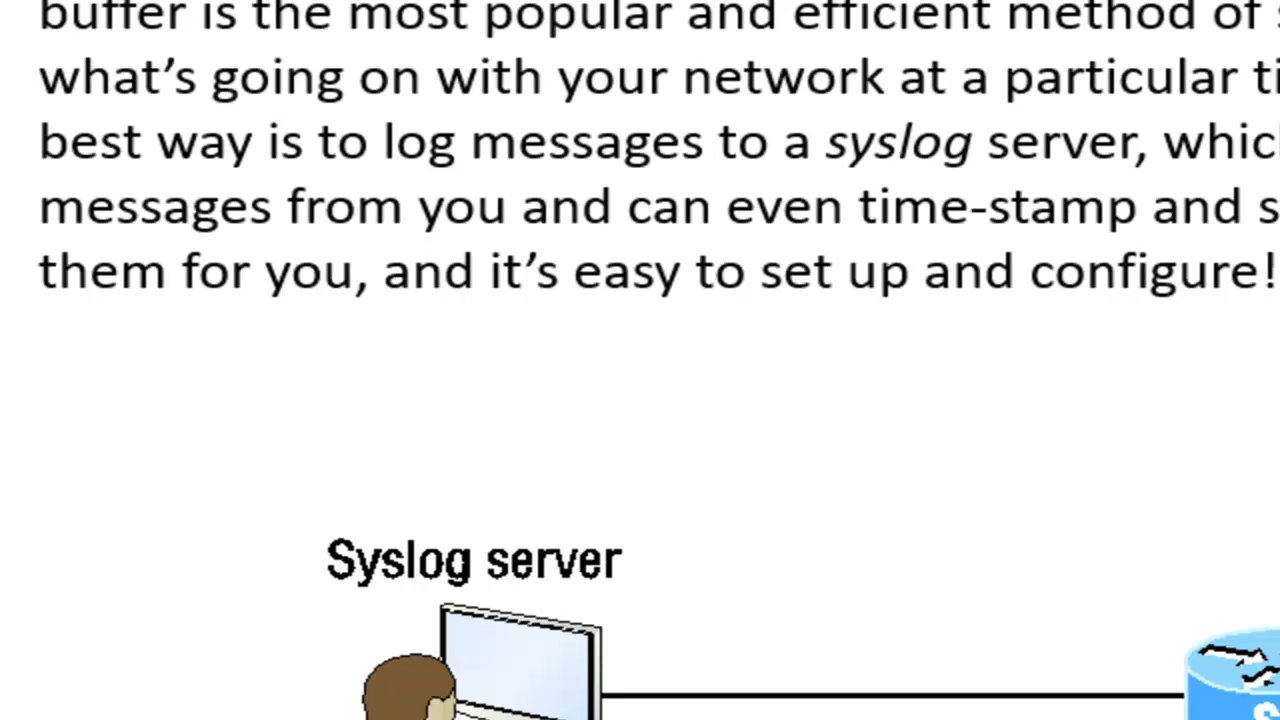 buffer is the most popular and efficient method of
what's going on with your network at a particular
best way is to log messages to a syslog server,
messages from you and can even time-stamp and
them for you, and it's easy to set up and configure!
Syslog server